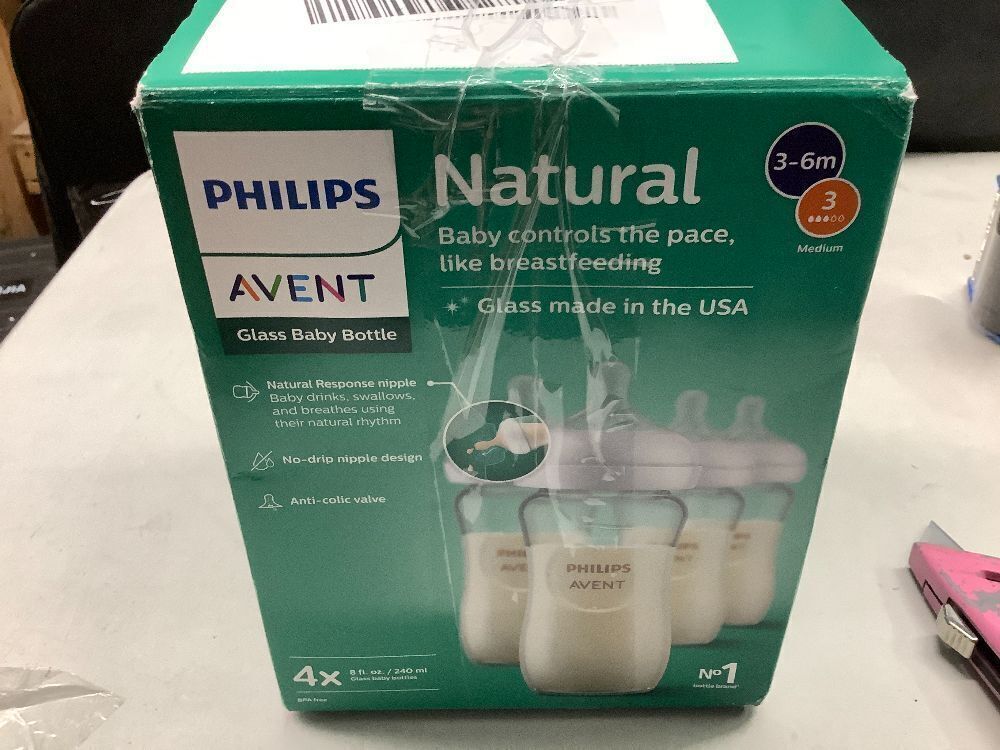 PHILIPS
AVENT
Glass Baby Bottle
Natural
Baby controls the pace,
like breastfeeding
Glass made in the USA
3-6m
3
Medium
Natural Response nipple
Baby drinks, swallows,
and breathes using
their natural rhythm
No-drip nipple design
Anti-colic valve
PHILIPS
AVENT
4x
8 fl. oz. / 240 ml
Glass baby bottles
BPA free
Nº1
bottle brand*